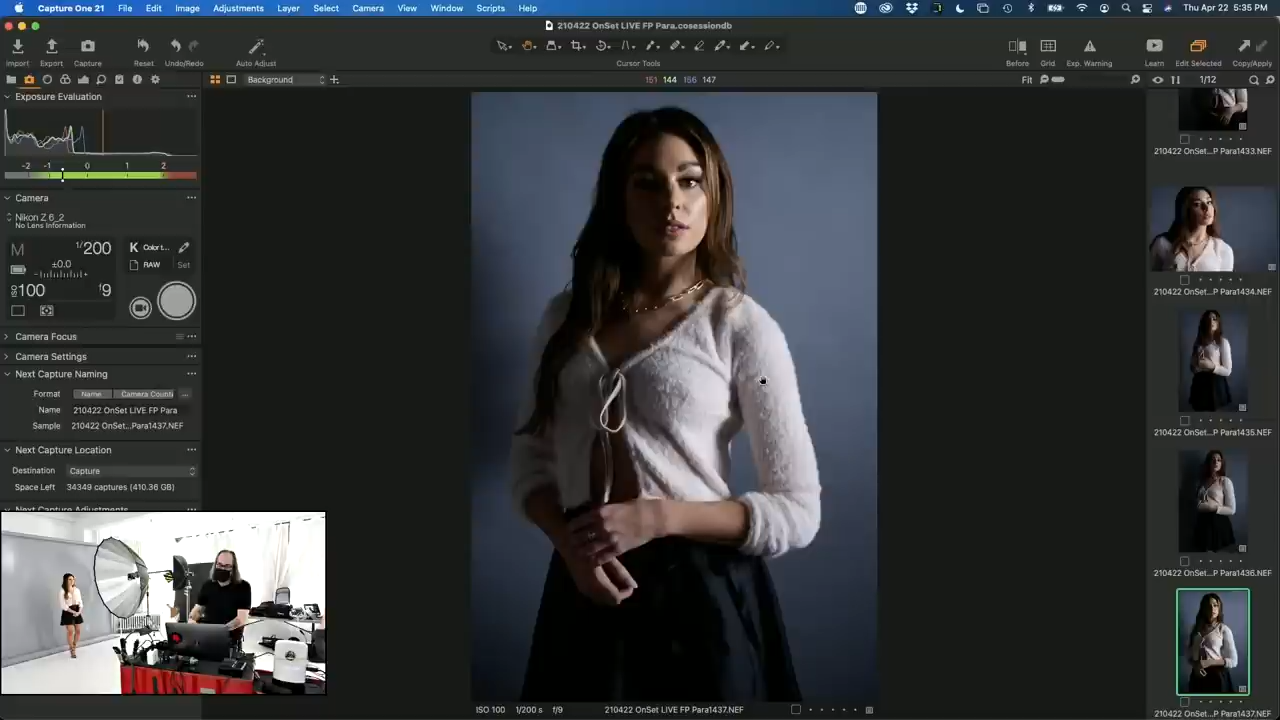 Capture One 21 File Edit Image Adjustments Layer Select Camera View Window Scripts Help Thu Apr 22 5:35 PM
210422 OnSet LIVE FP Para.cosessiondb
Import Export Capture Reset Undo/Redo Auto Adjust Cursor Tools Before Grid Exp. Warning Learn Edit Selected Copy/Apply
Background 151 144 156 147 Fit 1/12
Exposure Evaluation
-2 -1 0 1 2
Camera
Nikon Z 6_2
No Lens Information
M 1/200 K Color t...
±0.0 RAW Set
100 f9
Camera Focus
Camera Settings
Next Capture Naming
Format Name Camera Count ...
Name 210422 OnSet LIVE FP Para
Sample 210422 OnSet...Para1437.NEF
Next Capture Location
Destination Capture
Space Left 34349 captures (410.36 GB)
Next Capture Adjustments
210422 OnSet...P Para1433.NEF
210422 OnSet...P Para1434.NEF
210422 OnSet...P Para1435.NEF
210422 OnSet...P Para1436.NEF
210422 OnSet...P Para1437.NEF
ISO 100 1/200 s f/9 210422 OnSet LIVE FP Para1437.NEF